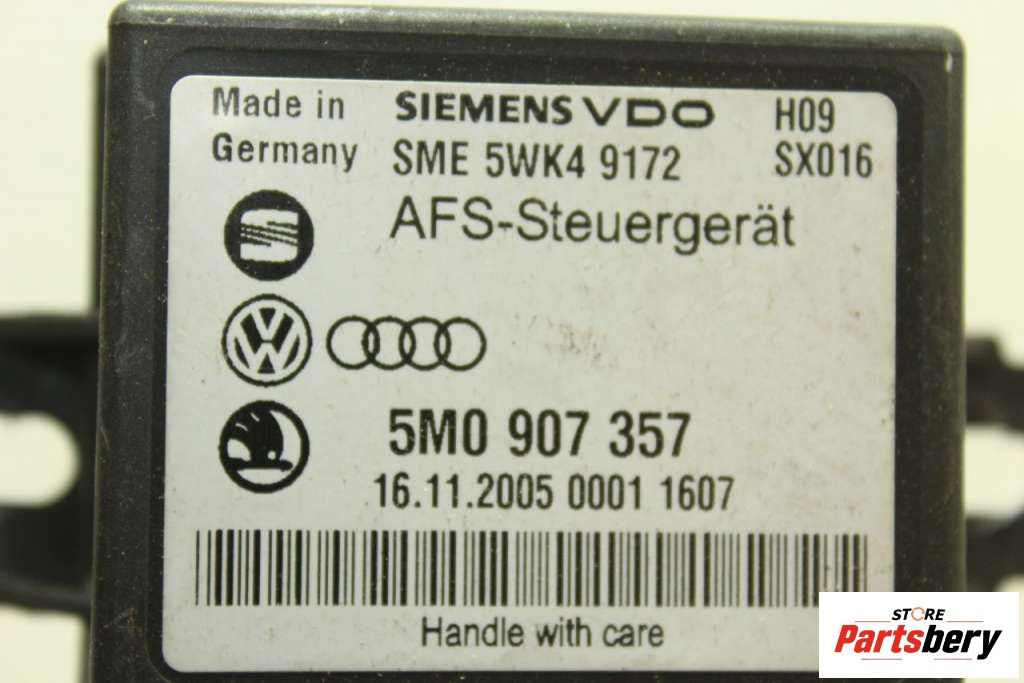 Made in SIEMENS VDO H09
Germany SME 5WK4 9172 SX016
AFS-Steuergerät
5M0 907 357
16.11.2005 0001 1607
Handle with care
STORE
Partsbery